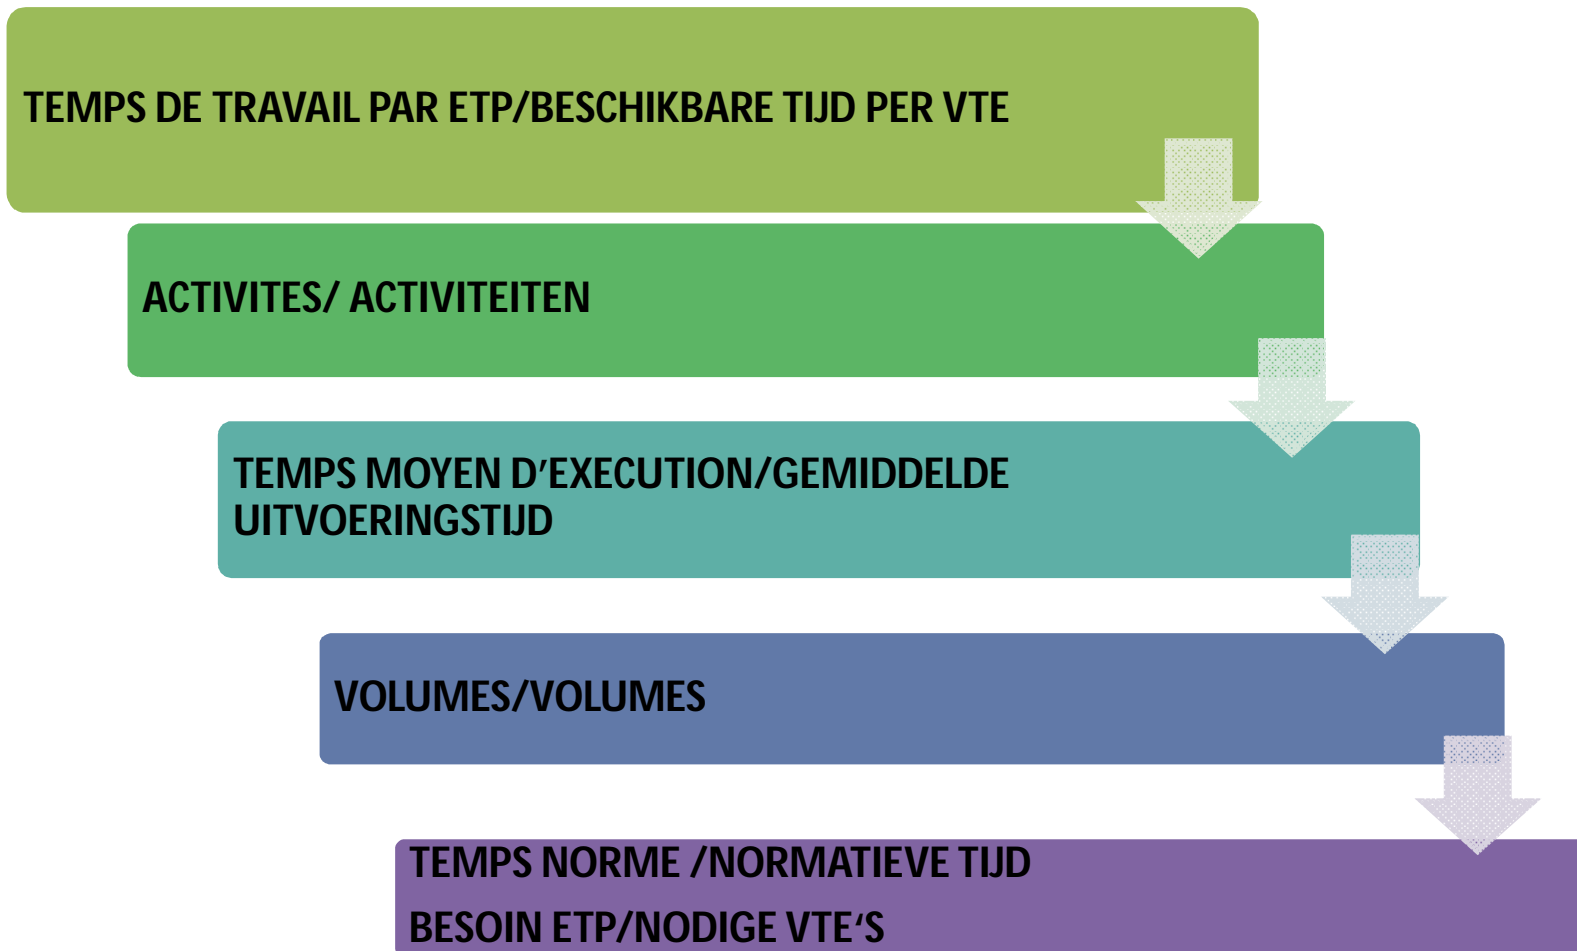 TEMPS DE TRAVAIL PAR ETP/BESCHIKBARE TIJD PER VTE
ACTIVITES/ ACTIVITEITEN
TEMPS MOYEN D’EXECUTION/GEMIDDELDE
UITVOERINGSTIJD
VOLUMES/VOLUMES
TEMPS NORME /NORMATIEVE TIJD
BESOIN ETP/NODIGE VTE‘S